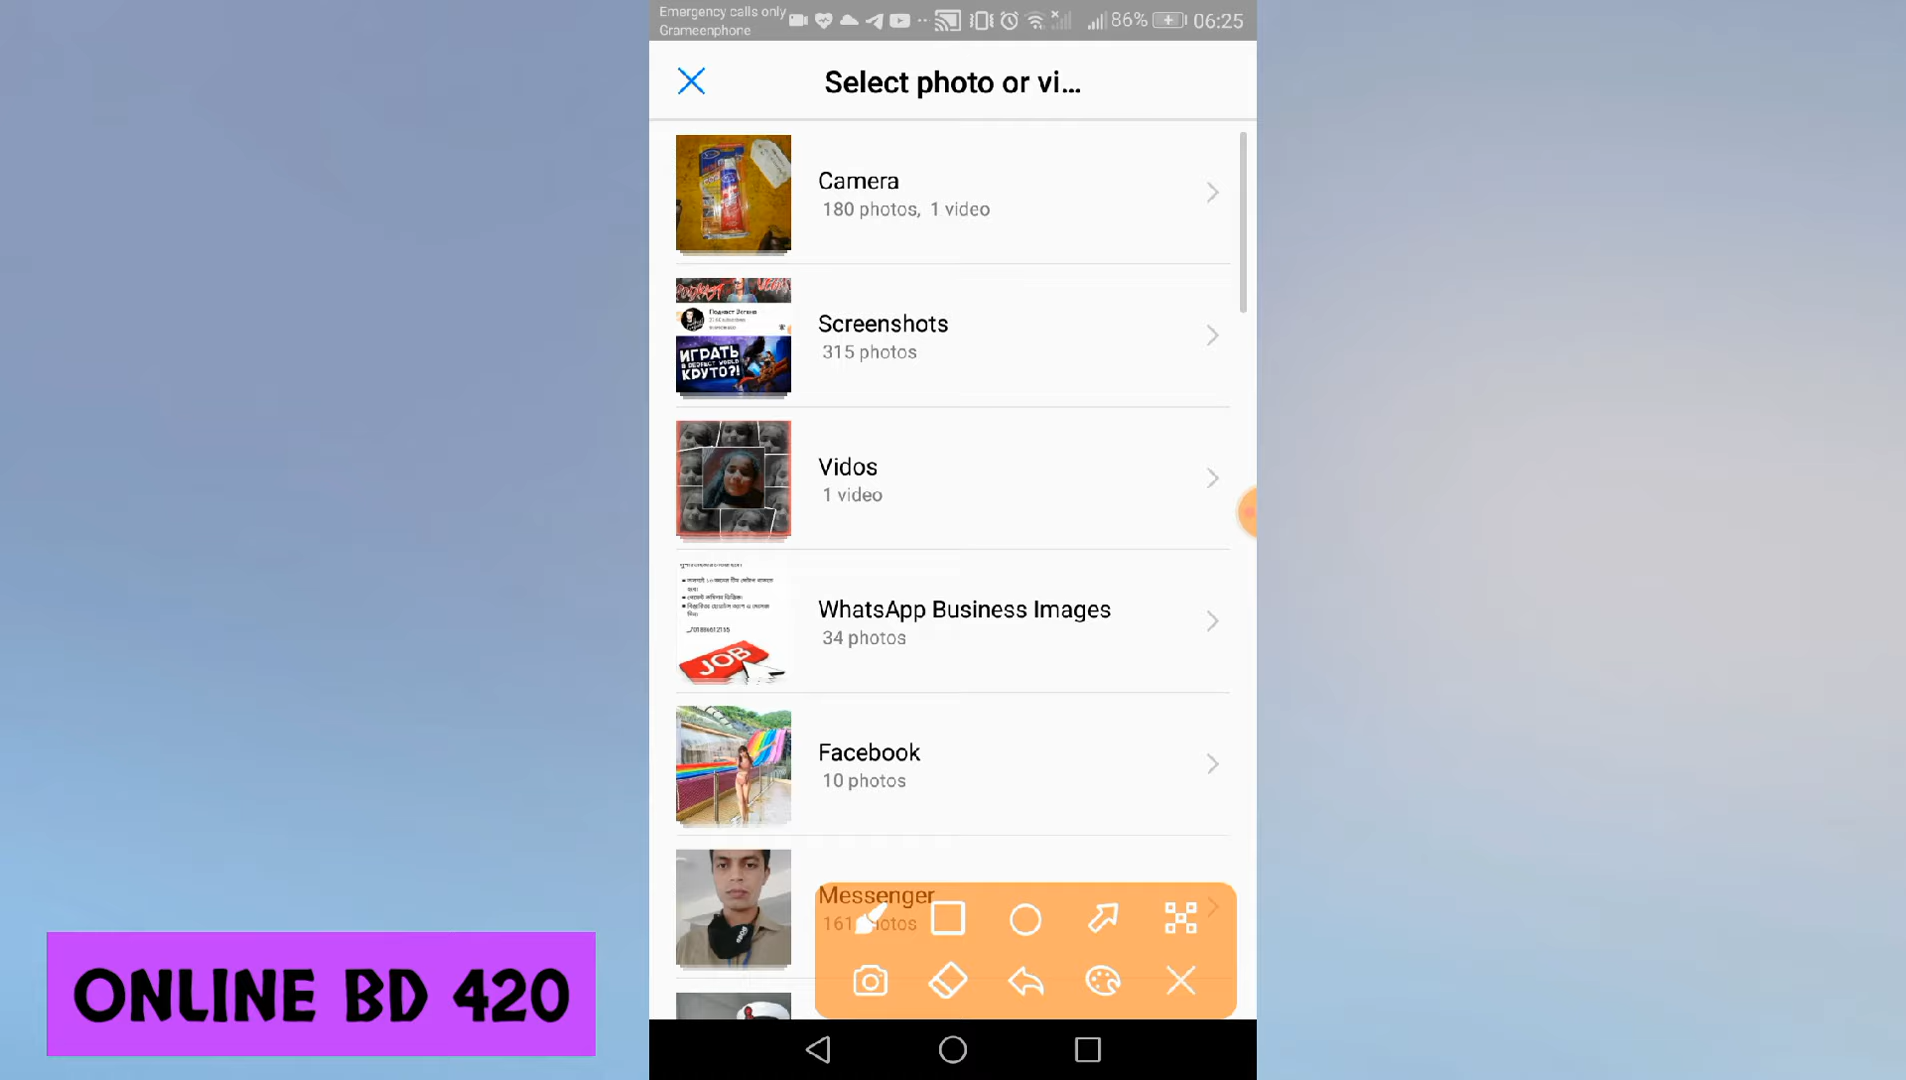 Emergency calls only
Grameenphone
86%
06:25
Select photo or vi...
Camera
180 photos, 1 video
Screenshots
315 photos
ИГРАТЬ
КРУТО?!
Vidos
1 video
WhatsApp Business Images
34 photos
JOB
Facebook
10 photos
Messenger
161 photos
ONLINE BD 420